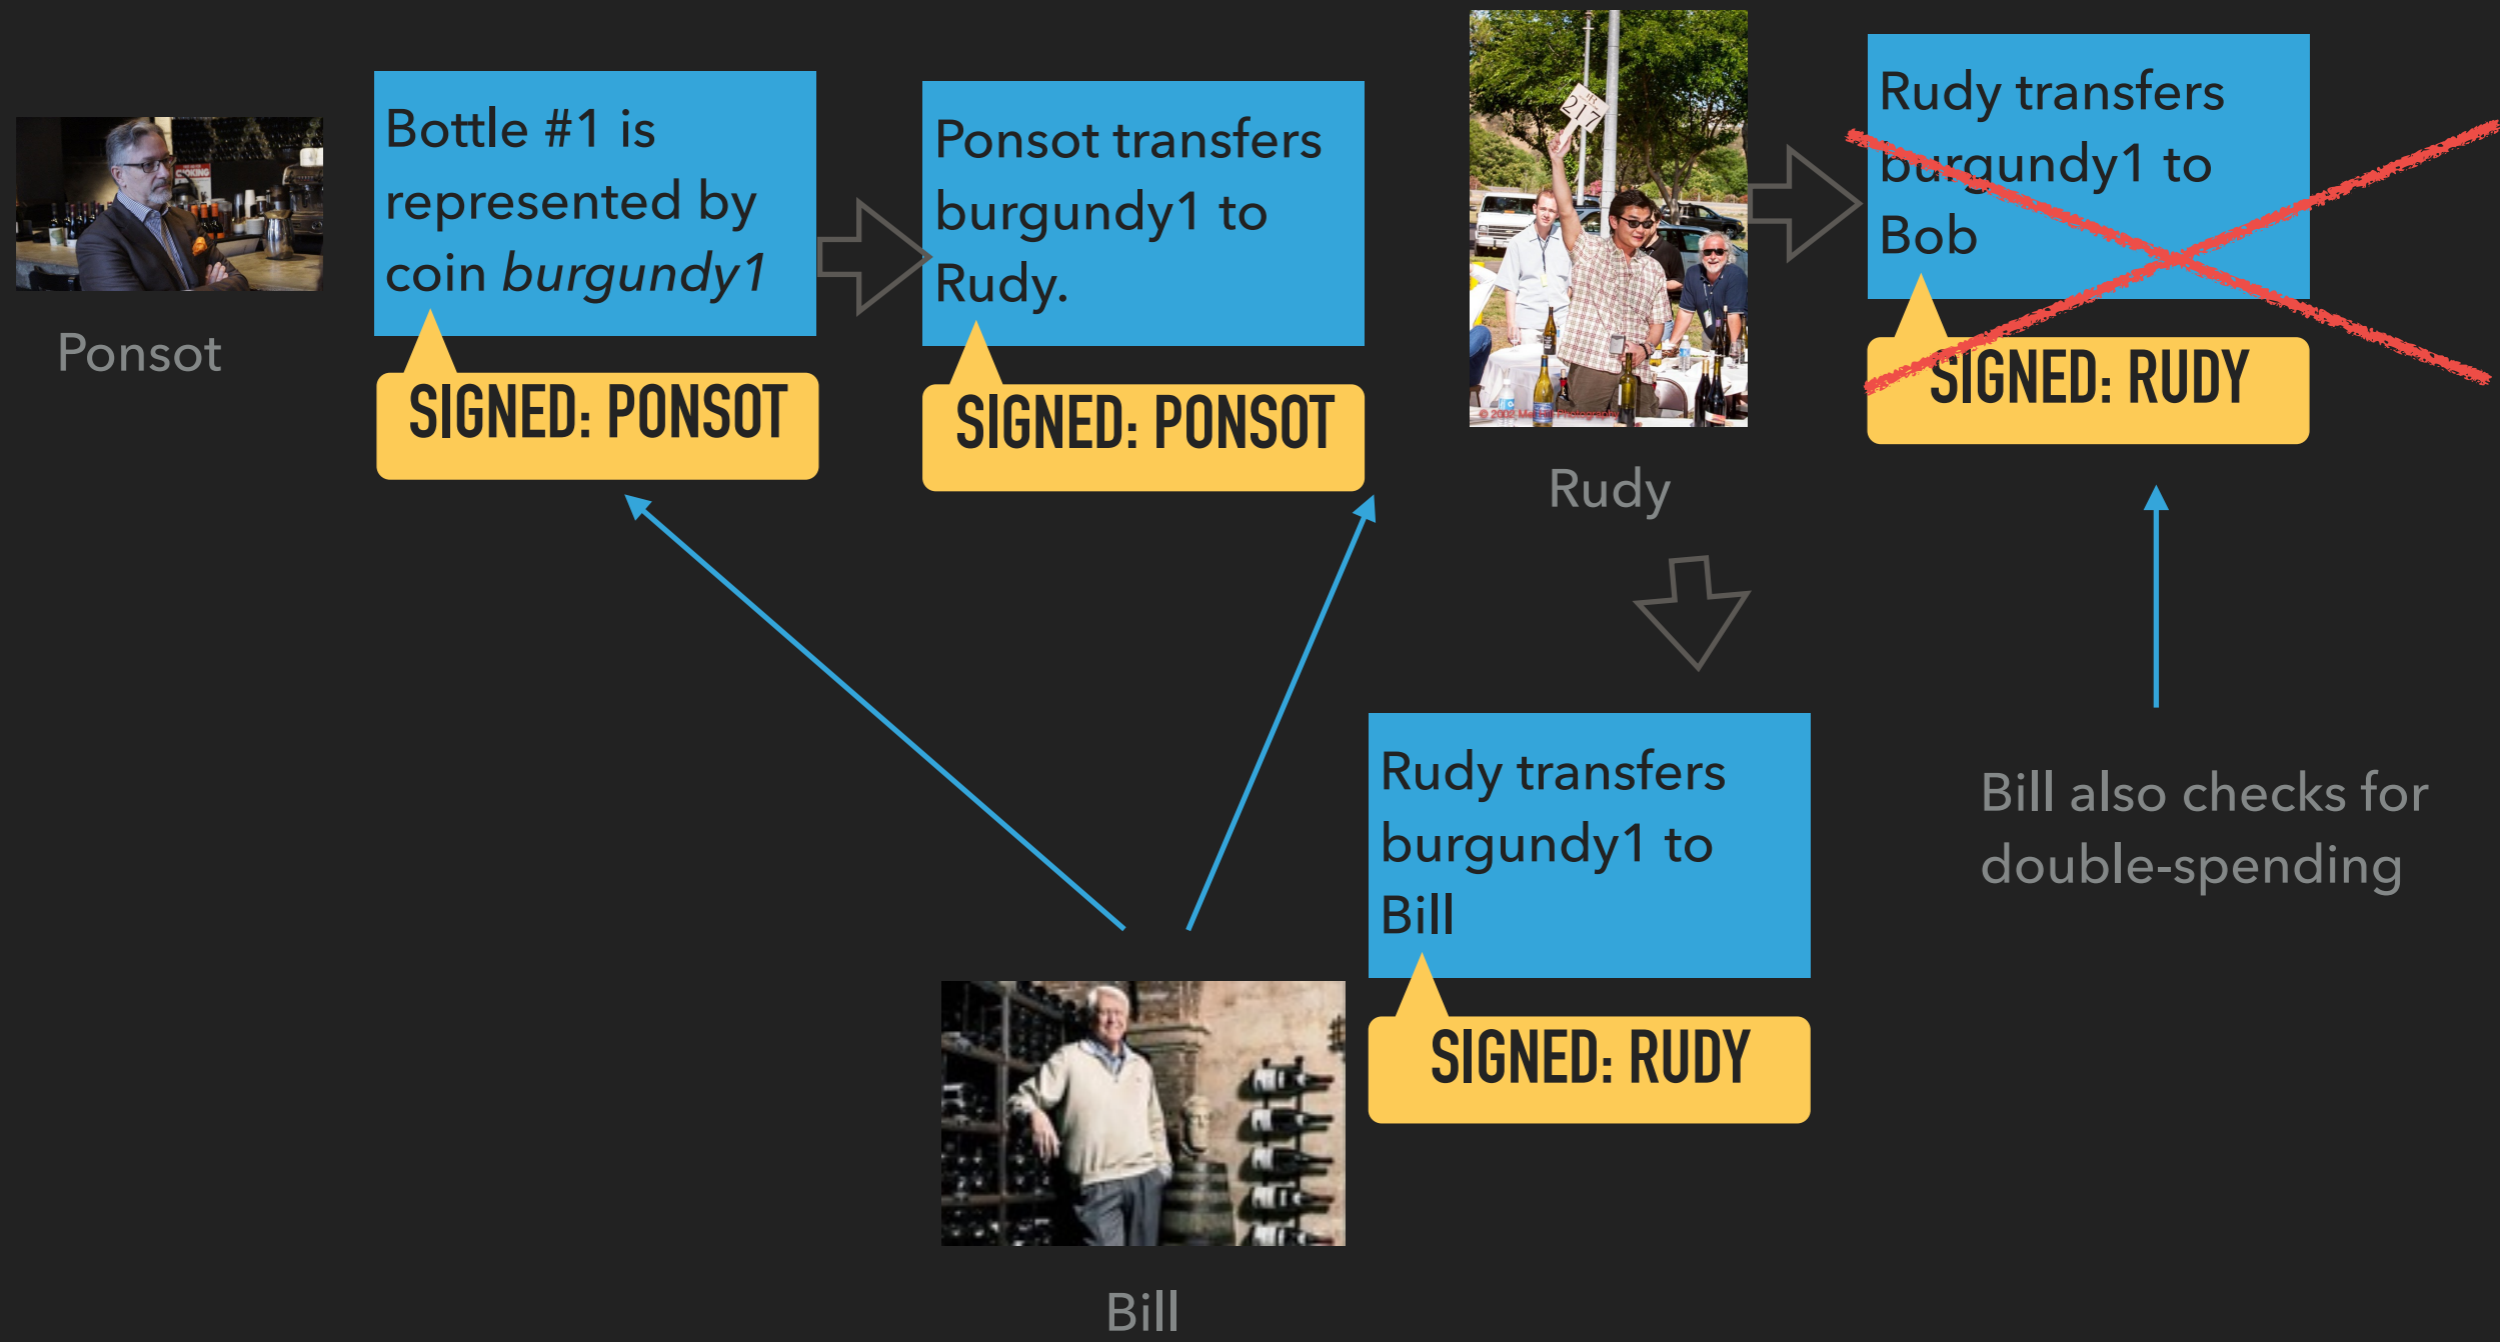 Bottle #1 is
represented by
coin burgundy1
SIGNED: PONSOT
Ponsot
Ponsot transfers
burgundy1 to
Rudy.
SIGNED: PONSOT
217
Rudy
Rudy transfers
burgundy1 to
Bob
SIGNED: RUDY
Rudy transfers
burgundy1 to
Bill
SIGNED: RUDY
Bill also checks for
double-spending
Bill